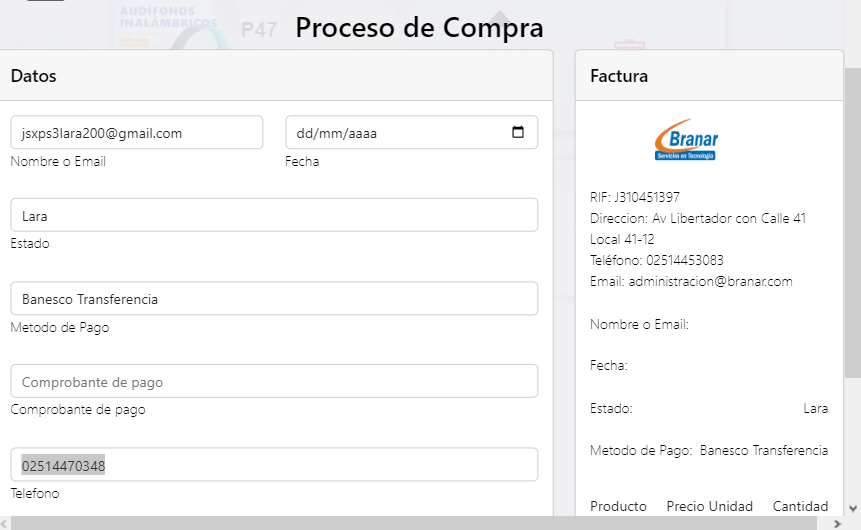 AUDÍFONOS
INALÁMBRICOS
P47
Proceso de Compra
Datos
jsxps3lara200@gmail.com
Nombre o Email
dd/mm/aaaa
Fecha
Lara
Estado
Banesco Transferencia
Metodo de Pago
Comprobante de pago
Comprobante de pago
02514470348
Telefono
Factura
Branar
Servicios en Tecnología
RIF: J310451397
Direccion: Av Libertador con Calle 41
Local 41-12
Teléfono: 02514453083
Email: administracion@branar.com
Nombre o Email:
Fecha:
Estado: Lara
Metodo de Pago: Banesco Transferencia
Producto Precio Unidad Cantidad